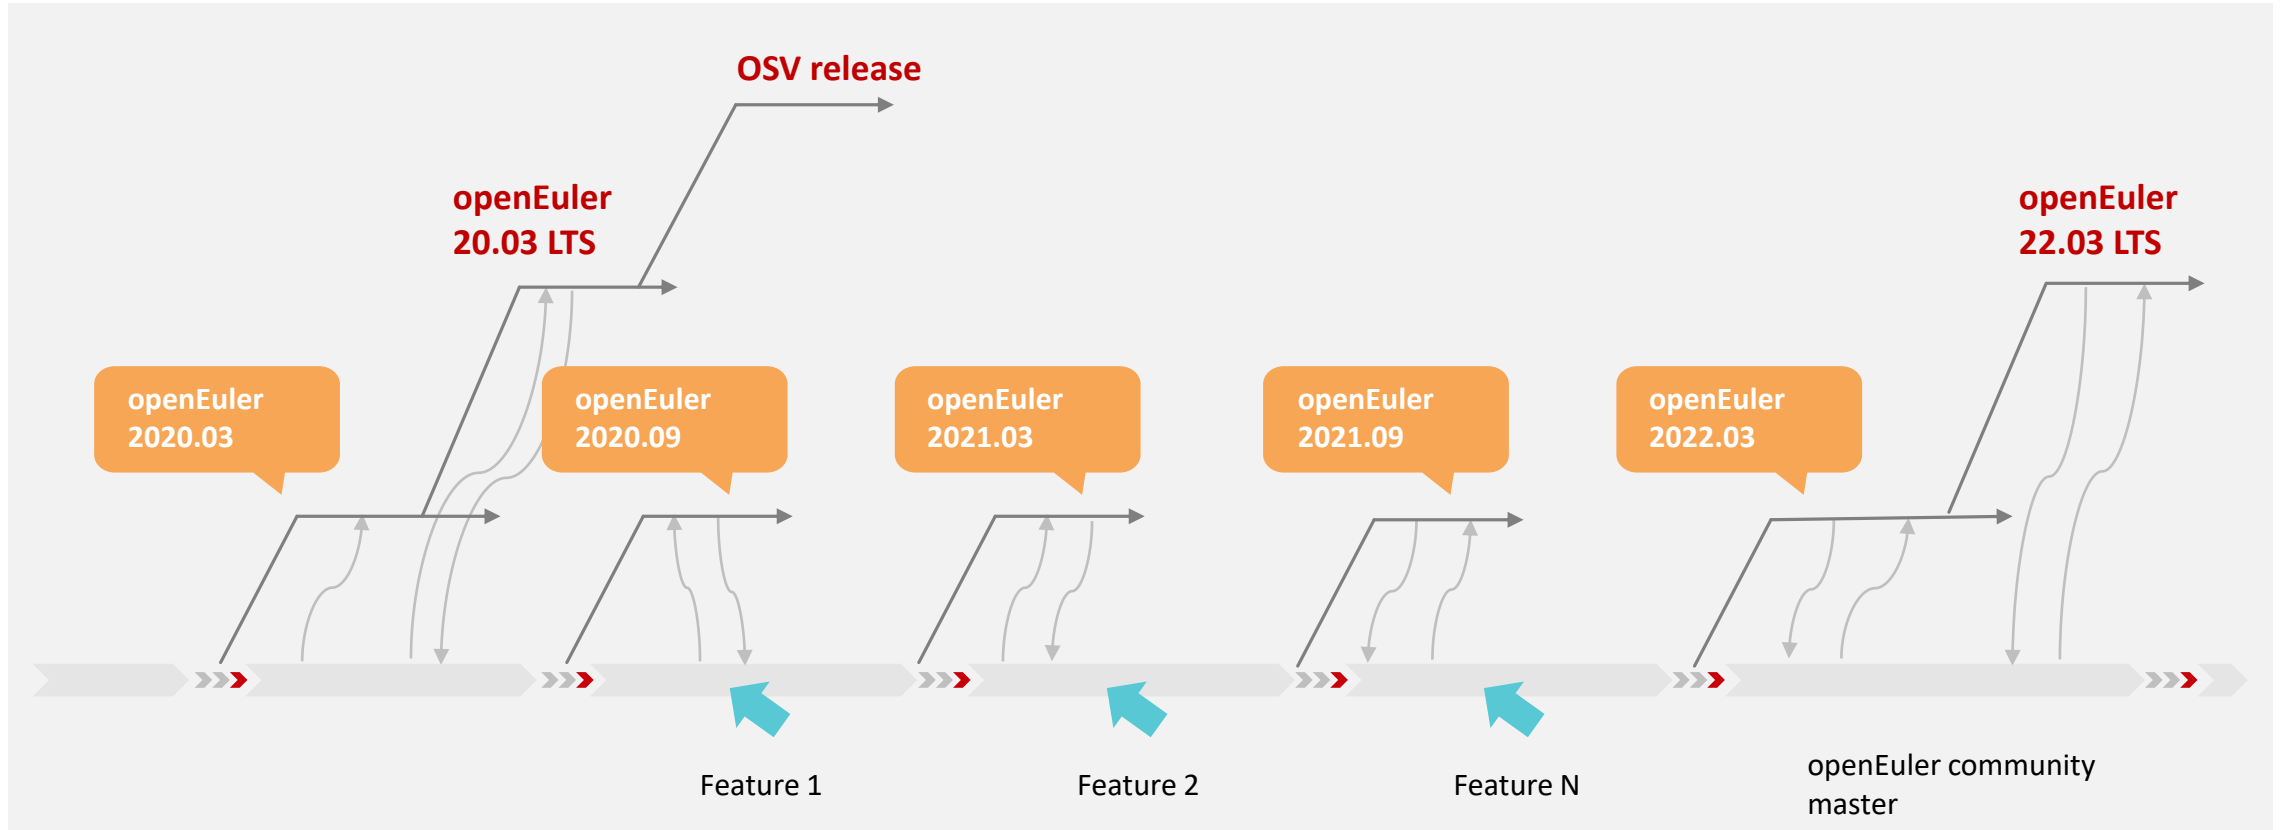 OSV release
openEuler
20.03 LTS
openEuler
22.03 LTS
openEuler
2020.03
openEuler
2020.09
openEuler
2021.03
openEuler
2021.09
openEuler
2022.03
Feature 1
Feature 2
Feature N
openEuler community
master